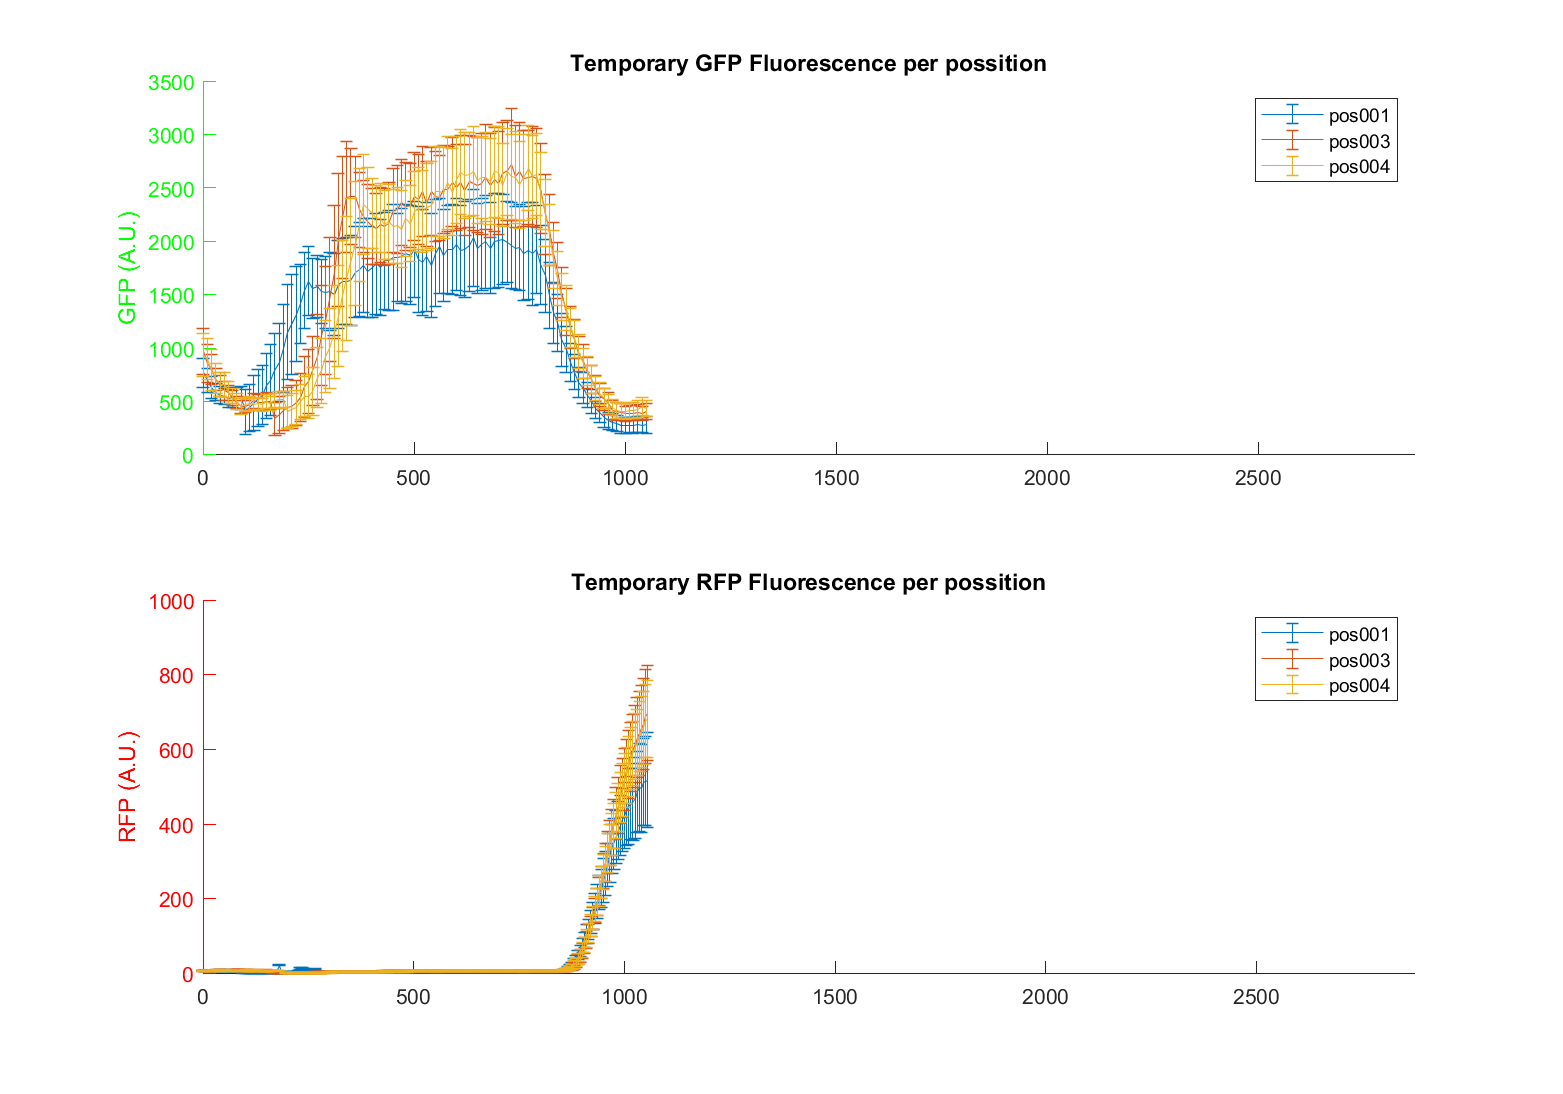 Temporary GFP Fluorescence per possition
GFP (A.U.)
3500
3000
2500
2000
1500
1000
500
0
0 500 1000 1500 2000 2500
pos001
pos003
pos004
Temporary RFP Fluorescence per possition
RFP (A.U.)
1000
800
600
400
200
0
0 500 1000 1500 2000 2500
pos001
pos003
pos004